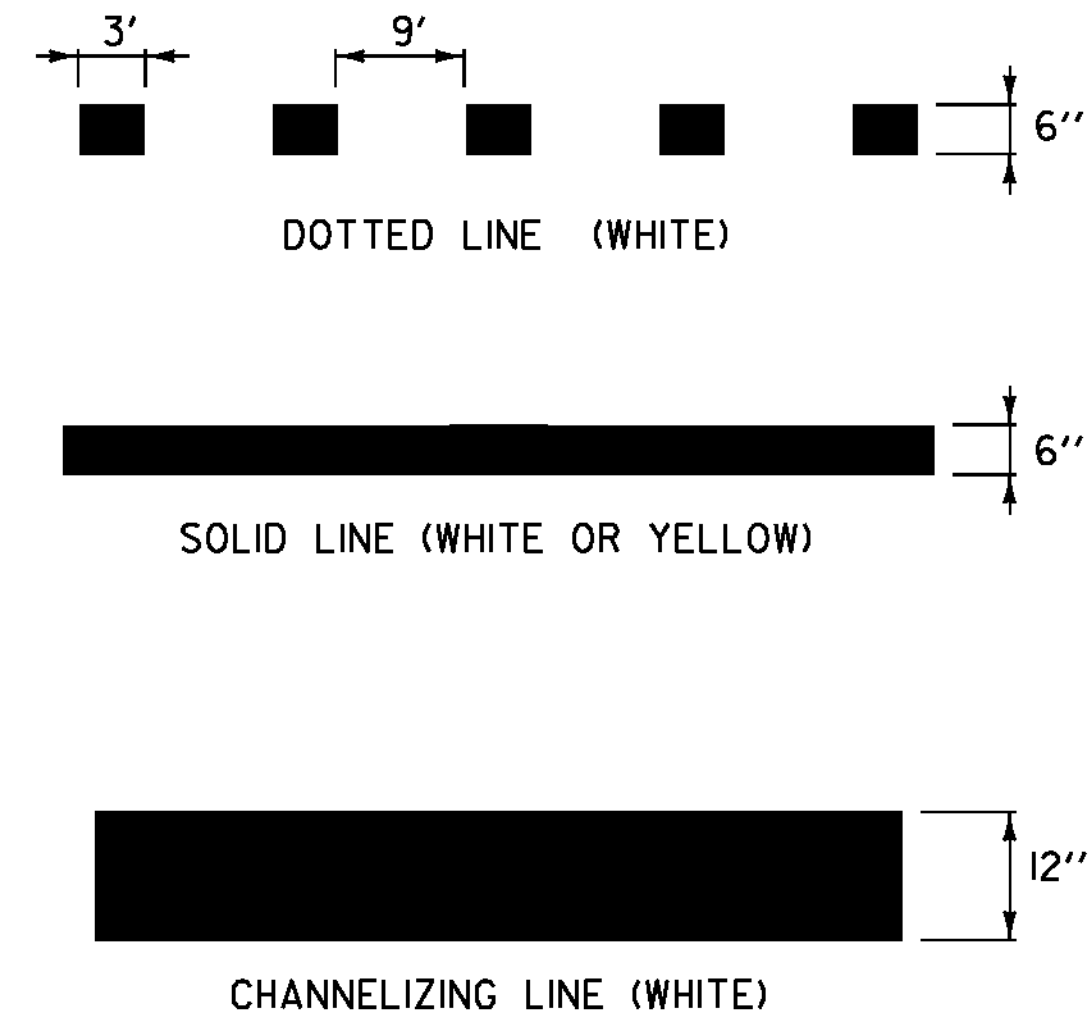 3' 9'
6''
DOTTED LINE (WHITE)
6''
SOLID LINE (WHITE OR YELLOW)
12''
CHANNELIZING LINE (WHITE)